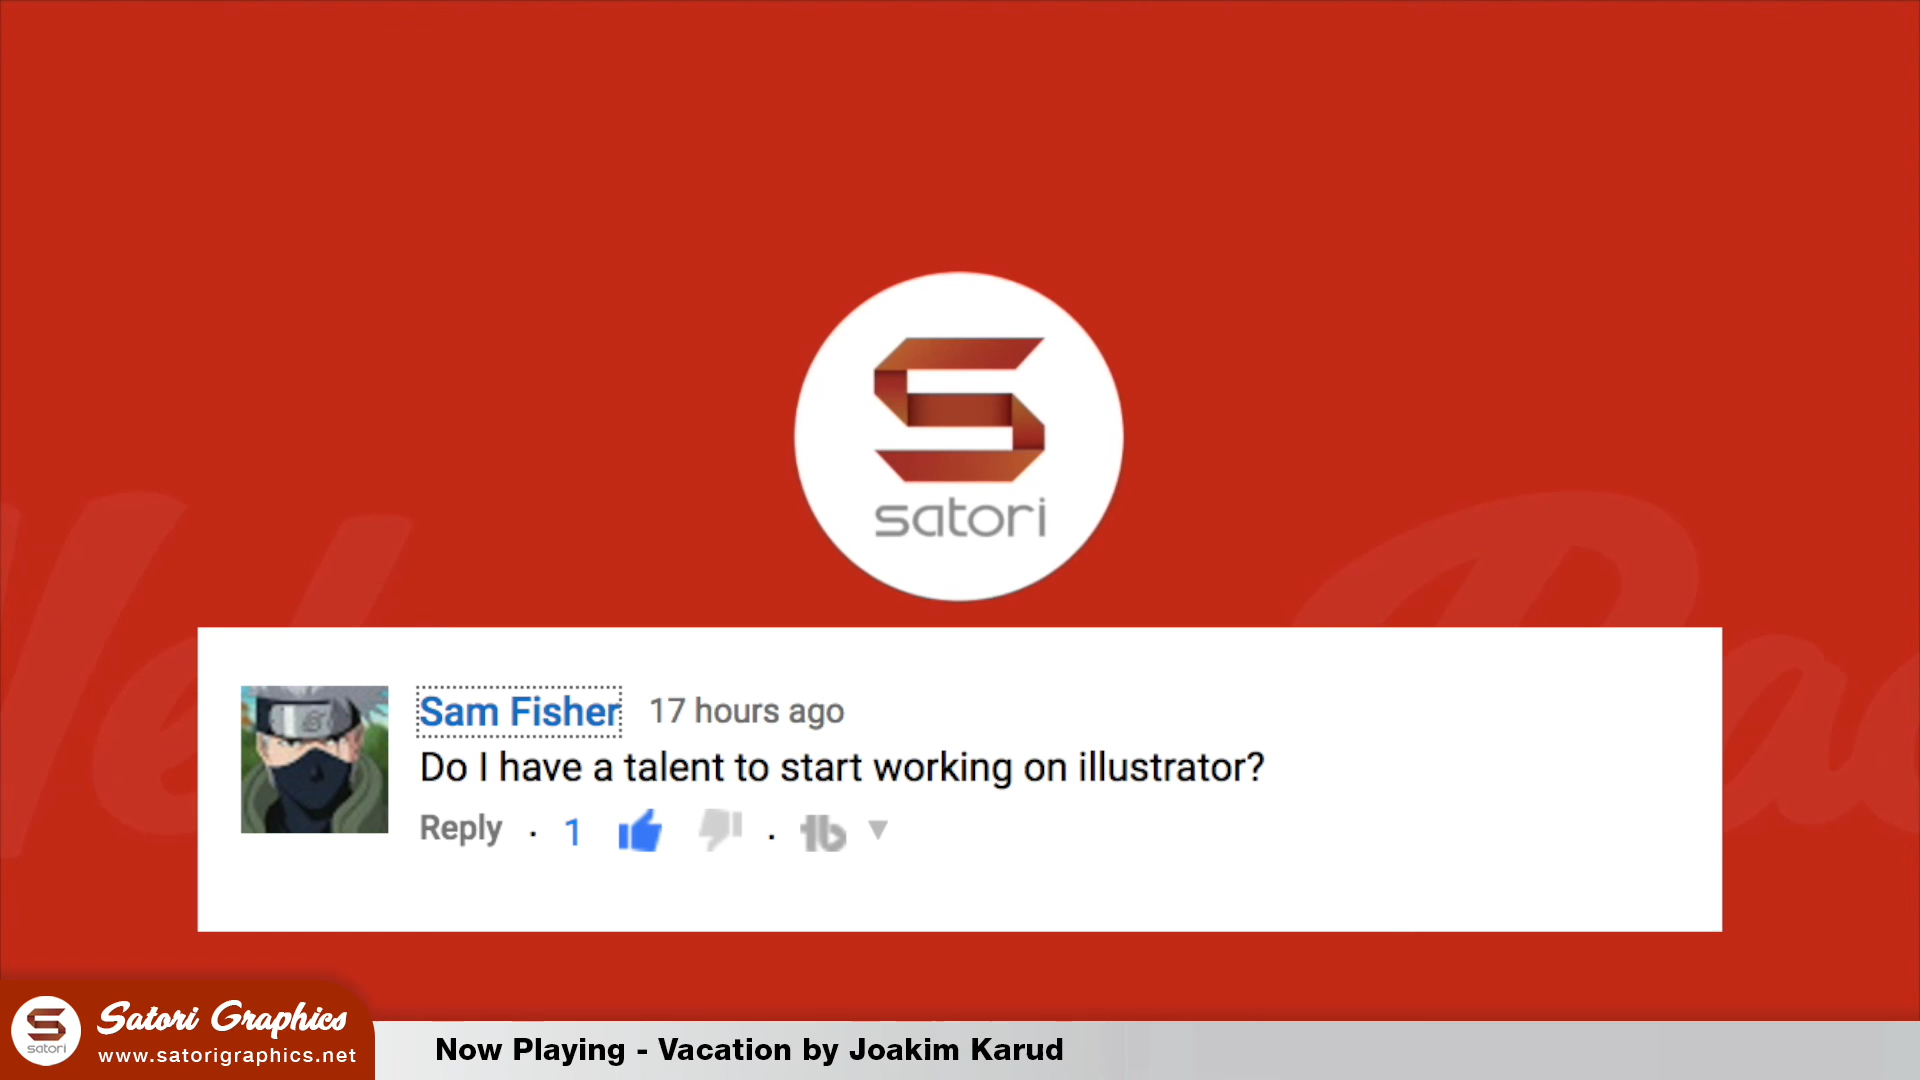 satori
Sam Fisher 17 hours ago
Do I have a talent to start working on illustrator?
Reply · 1
Satori Graphics
satori
www.satorigraphics.net
Now Playing - Vacation by Joakim Karud